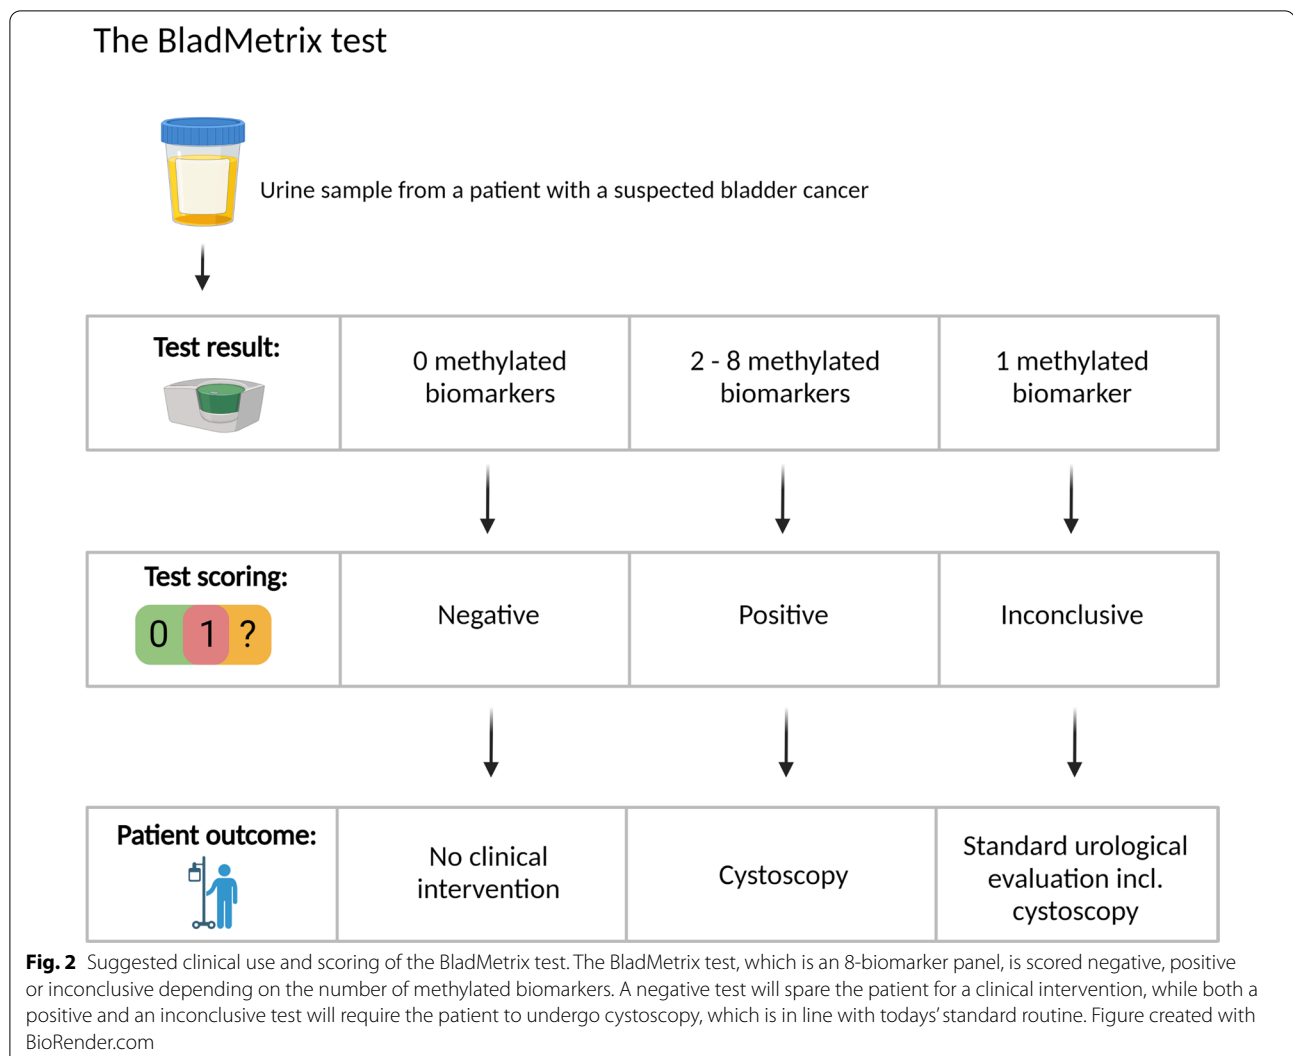 The BladMetrix test
Urine sample from a patient with a suspected bladder cancer
Test result:
0 methylated
biomarkers
2 - 8 methylated
biomarkers
1 methylated
biomarker
Test scoring:
0 1 ?
Negative
Positive
Inconclusive
Patient outcome:
No clinical
intervention
Cystoscopy
Standard urological
evaluation incl.
cystoscopy
Fig. 2 Suggested clinical use and scoring of the BladMetrix test. The BladMetrix test, which is an 8-biomarker panel, is scored negative, positive
or inconclusive depending on the number of methylated biomarkers. A negative test will spare the patient for a clinical intervention, while both a
positive and an inconclusive test will require the patient to undergo cystoscopy, which is in line with todays’ standard routine. Figure created with
BioRender.com